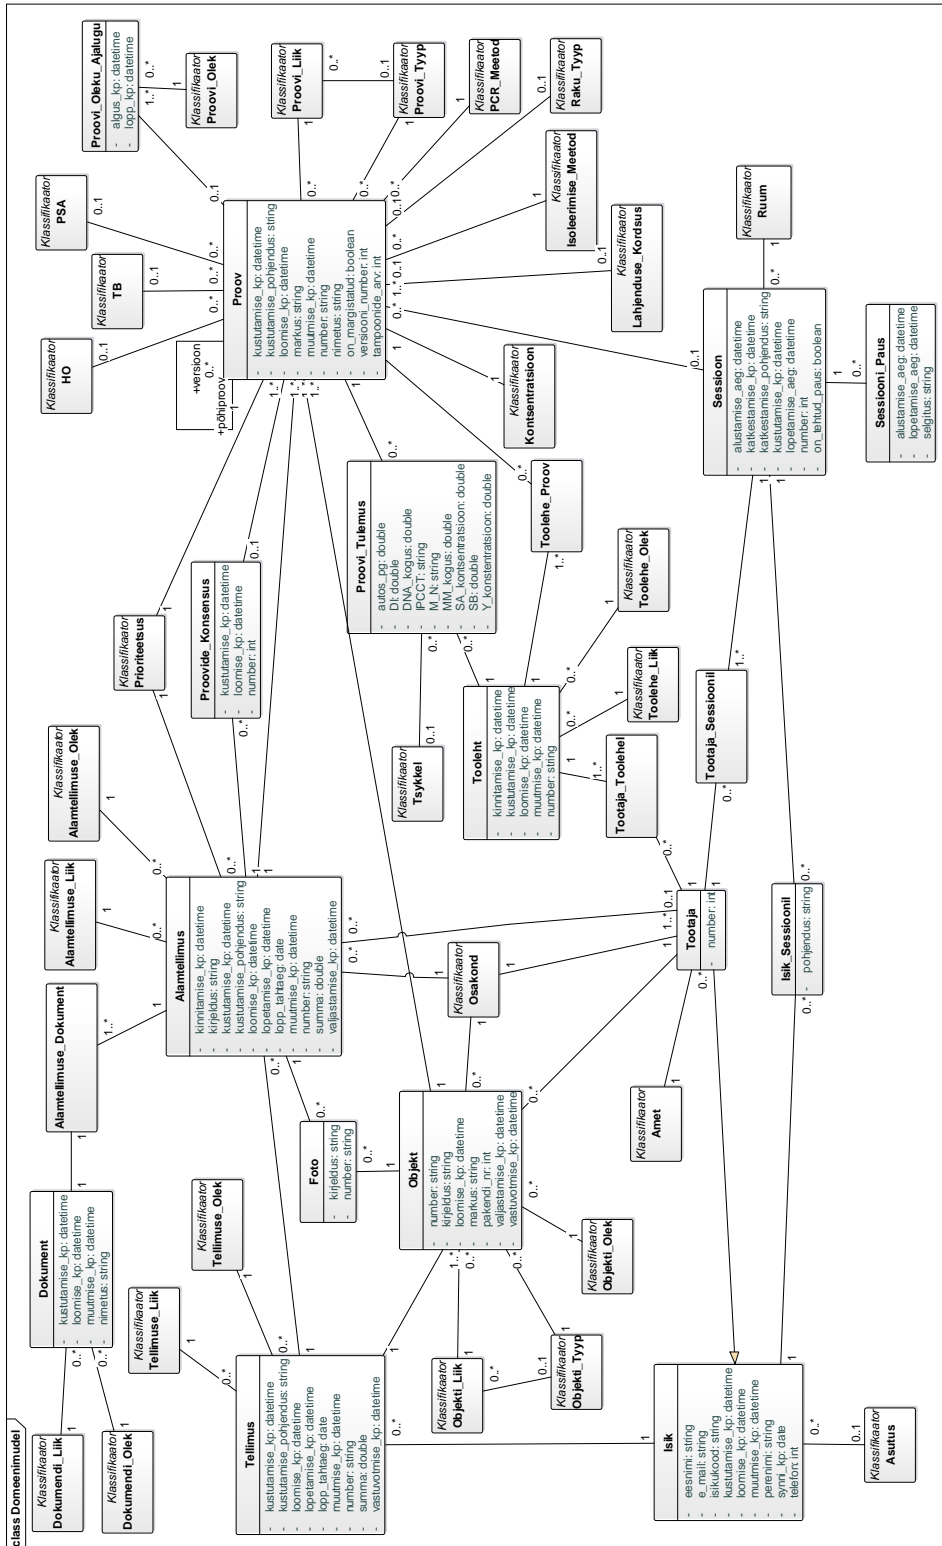 class Domeenimudel
Klassifikaator
Dokumendi_Liik
Klassifikaator
Dokumendi_Olek
Dokument
- kustutamise_kp: datetime
- loomise_kp: datetime
- muutmise_kp: datetime
- nimetus: string
Alamtellimuse_Dokument
Klassifikaator
Alamtellimuse_Liik
Klassifikaator
Alamtellimuse_Olek
Klassifikaator
HO
Klassifikaator
TB
Klassifikaator
PSA
Proovi_Oleku_Ajalugu
- algus_kp: datetime
- lopp_kp: datetime
Klassifikaator
Proovi_Olek
Klassifikaator
Tellimuse_Liik
Klassifikaator
Tellimuse_Olek
Alamtellimus
- kinnitamise_kp: datetime
- kirjeldus: string
- kustutamise_kp: datetime
- kustutamise_pohjendus: string
- loomise_kp: datetime
- lopetamise_kp: datetime
- lopp_tahtaeg: date
- muutmise_kp: datetime
- number: string
- summa: double
- valjastamise_kp: datetime
Klassifikaator
Prioriteetsus
Proovide_Konsensus
- kustutamise_kp: datetime
- loomise_kp: datetime
- number: int
+versioon
0..*
+põhiproov
1
Proov
- kustutamise_kp: datetime
- kustutamise_pohjendus: string
- loomise_kp: datetime
- markus: string
- muutmise_kp: datetime
- number: string
- nimetus: string
- on_margistatud: boolean
- versiooni_number: int
- tampoonide_arv: int
Klassifikaator
Proovi_Liik
Klassifikaator
Proovi_Tyyp
Klassifikaator
PCR_Meetod
Klassifikaator
Raku_Tyyp
Klassifikaator
Isoleerimise_Meetod
Klassifikaator
Lahjenduse_Kordsus
Klassifikaator
Kontsentratsioon
Tellimus
- kustutamise_kp: datetime
- kustutamise_pohjendus: string
- loomise_kp: datetime
- lopetamise_kp: datetime
- lopp_tahtaeg: date
- muutmise_kp: datetime
- number: string
- summa: double
- vastuvotmise_kp: datetime
Foto
- kirjeldus: string
- number: string
Objekt
- number: string
- kirjeldus: string
- loomise_kp: datetime
- markus: string
- pakendi_nr: int
- valjastamise_kp: datetime
- vastuvotmise_kp: datetime
Klassifikaator
Osakond
Klassifikaator
Tsykkel
Proovi_Tulemus
- autos_pg: double
- DI: double
- DNA_kogus: double
- IPCCT: string
- M_N: string
- MM_kogus: double
- SA_kontsentratsioon: double
- SB: double
- Y_konstentratsioon: double
Tooleht
- kinnitamise_kp: datetime
- kustutamise_kp: datetime
- loomise_kp: datetime
- muutmise_kp: datetime
- number: string
Toolehe_Proov
Klassifikaator
Toolehe_Olek
Klassifikaator
Toolehe_Liik
Tootaja_Toolehel
Klassifikaator
Objekti_Liik
Klassifikaator
Objekti_Tyyp
Klassifikaator
Objekti_Olek
Klassifikaator
Amet
Tootaja
- number: int
Tootaja_Sessioonil
Isik_Sessioonil
- pohjendus: string
Sessioon
- alustamise_aeg: datetime
- katkestamise_kp: datetime
- katkestamise_pohjendus: string
- kustutamise_kp: datetime
- lopetamise_aeg: datetime
- number: int
- on_tehtud_paus: boolean
Klassifikaator
Ruum
Sessiooni_Paus
- alustamise_aeg: datetime
- lopetamise_aeg: datetime
- selgitus: string
Isik
- eesnimi: string
- e_mail: string
- isikukood: string
- kustutamise_kp: datetime
- loomise_kp: datetime
- muutmise_kp: datetime
- perenimi: string
- synni_kp: date
- telefon: int
Klassifikaator
Asutus